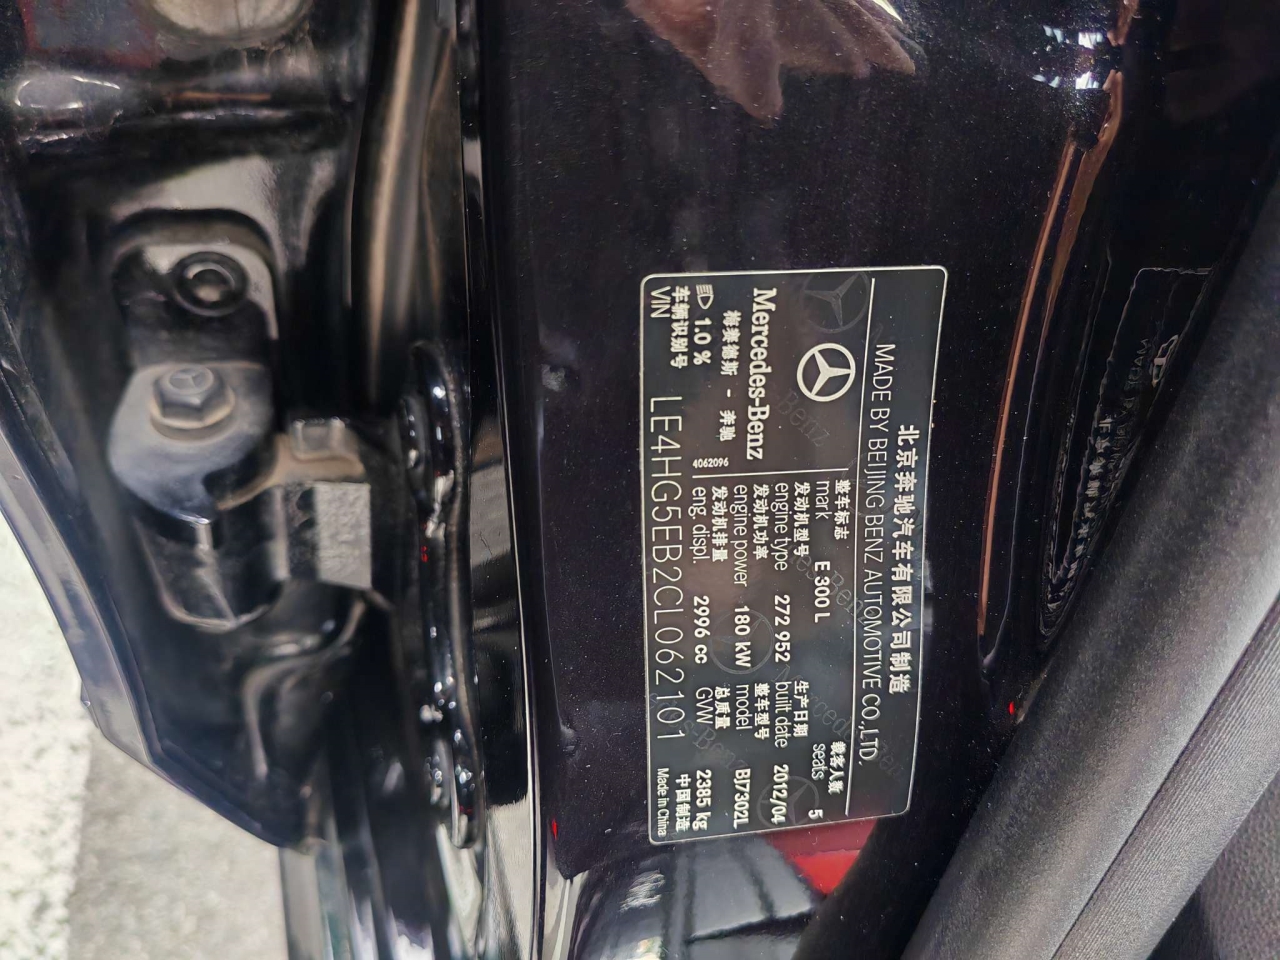 北京奔驰汽车有限公司制造
MADE BY BEIJING BENZ AUTOMOTIVE CO.,LTD.
Mercedes-Benz
梅赛德斯 - 奔驰
1.0 %
4062096
整车标志
mark E 300 L
载客人数
seats 5
发动机型号
engine type 272 952
生产日期
built date 2012/04
发动机功率
engine power 180 kW
整车型号
model BJ7302L
发动机排量
eng. displ. 2996 cc
总质量
GVW 2385 kg
车辆识别号
VIN LE4HG5EB2CL062101
中国制造
Made in China